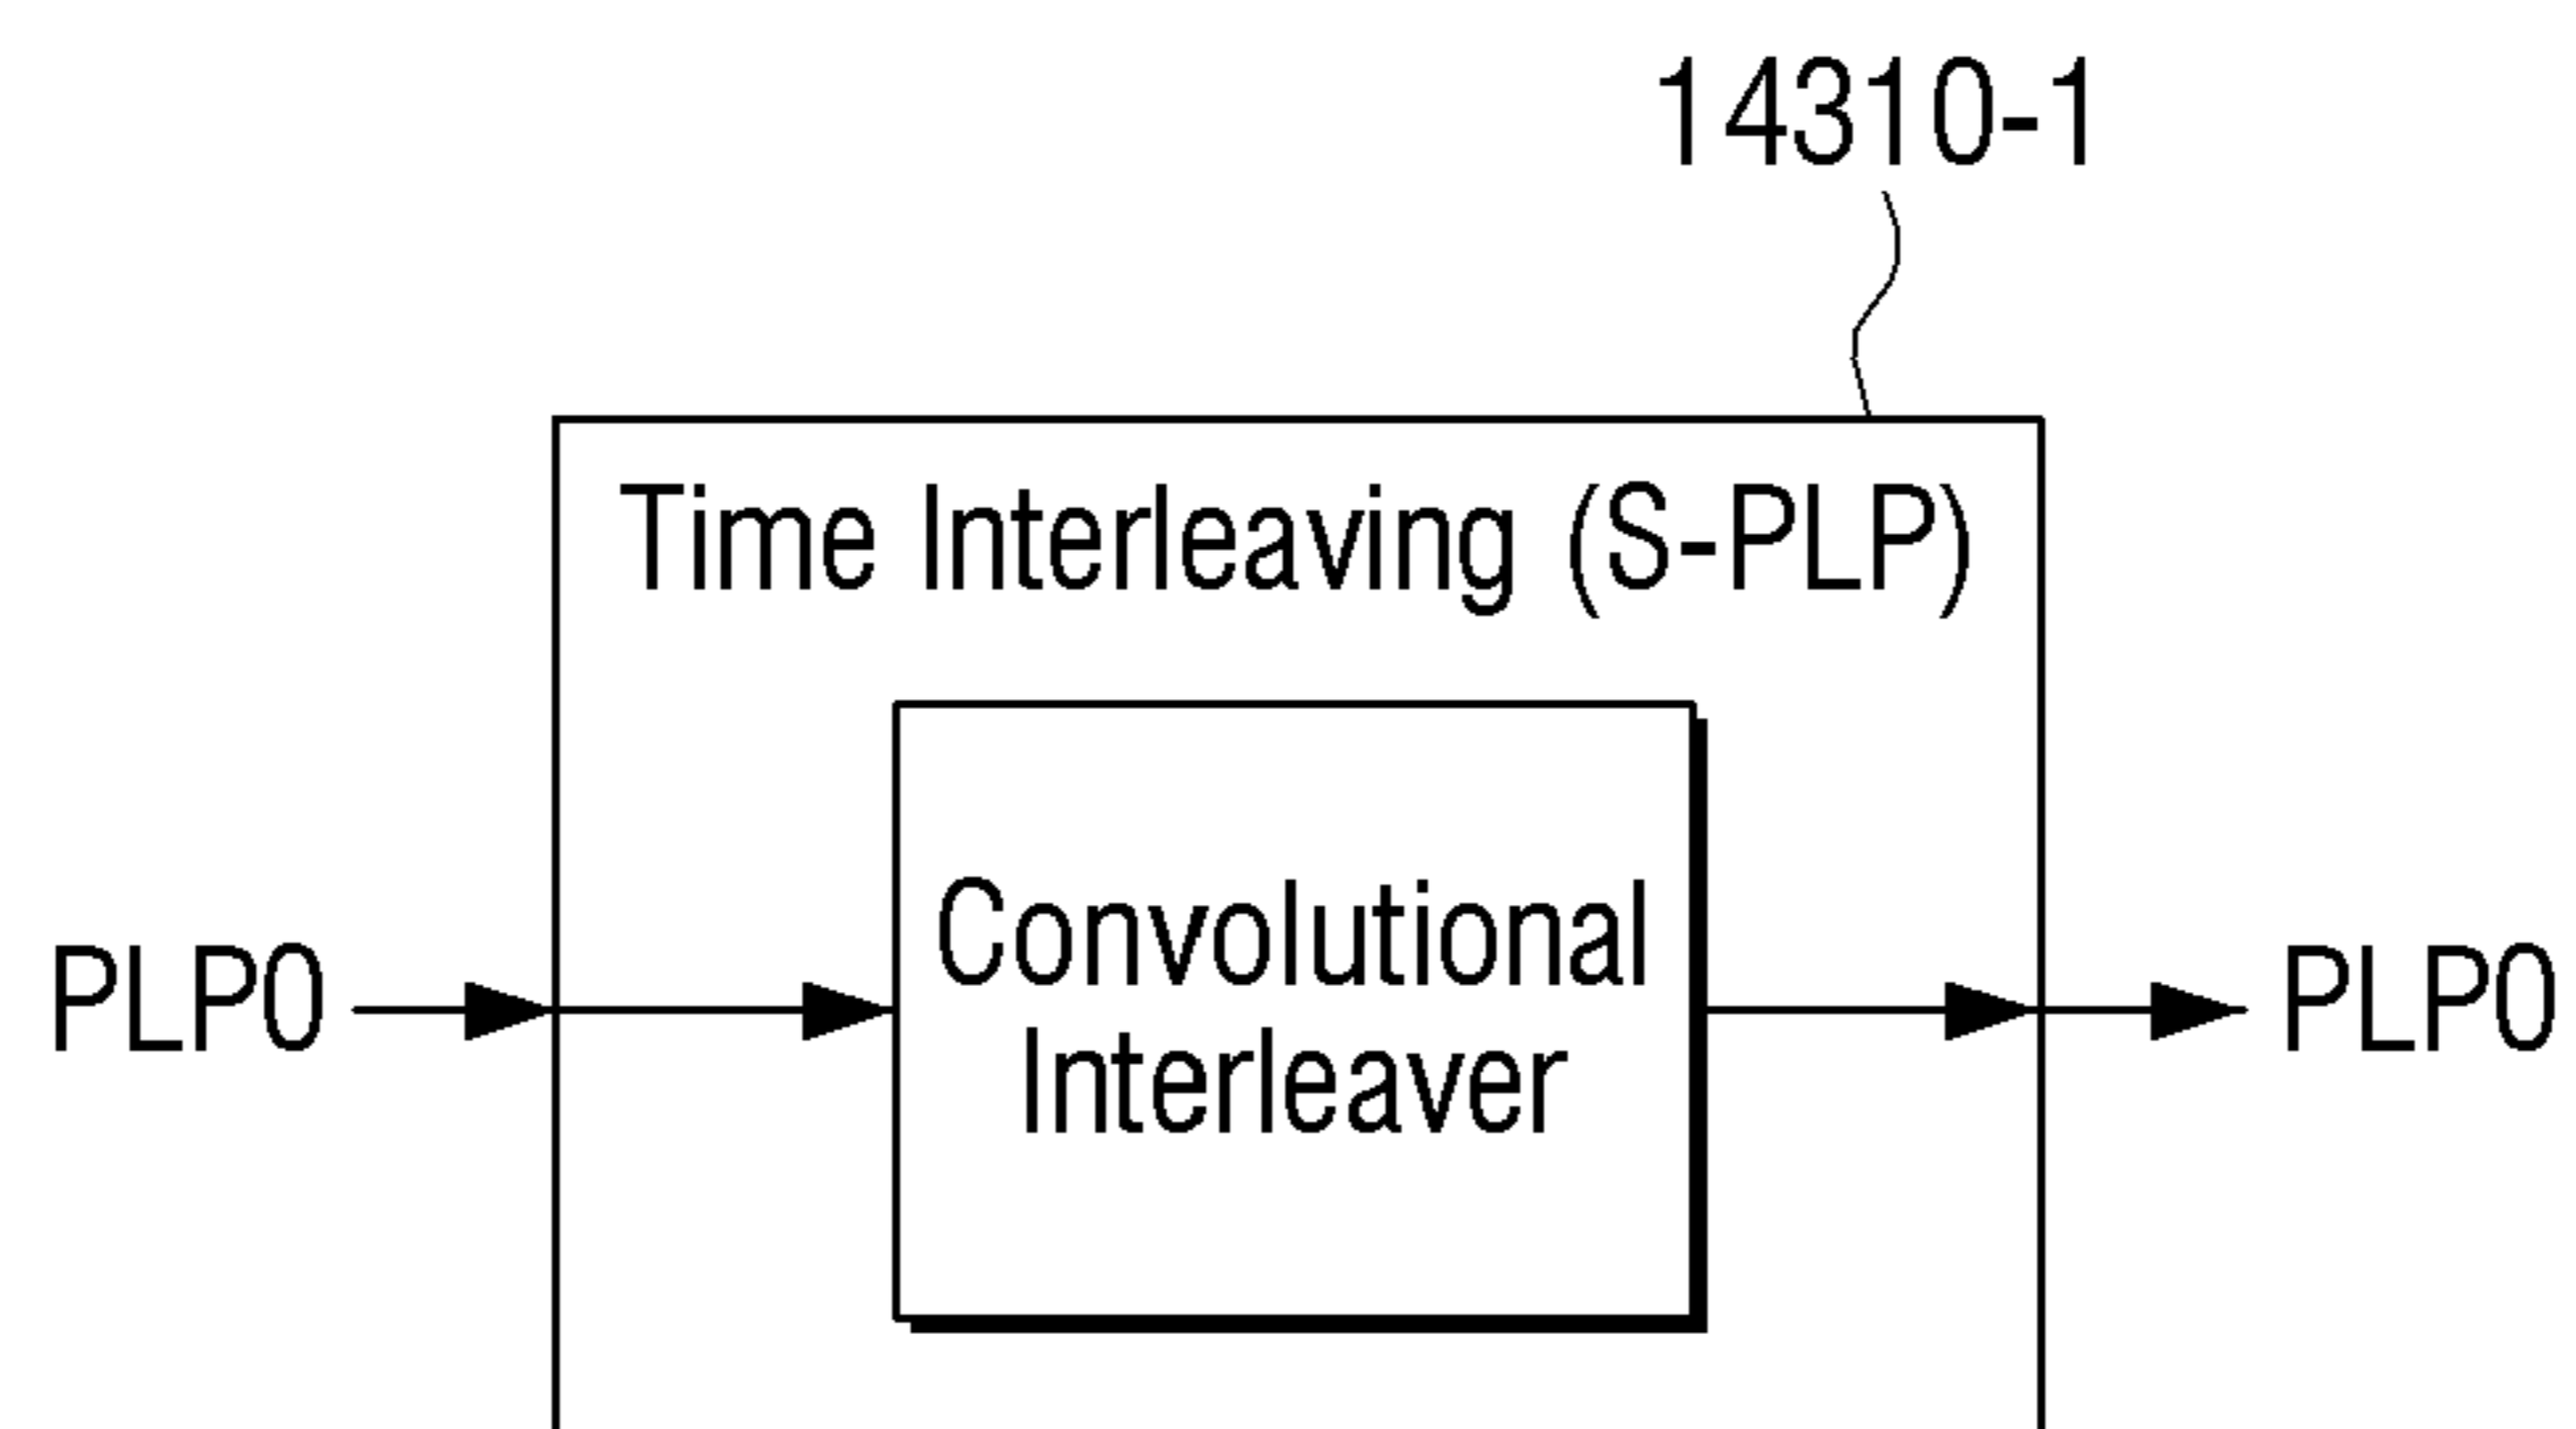 14310-1
Time Interleaving (S-PLP)
Convolutional
Interleaver
PLP0
PLP0